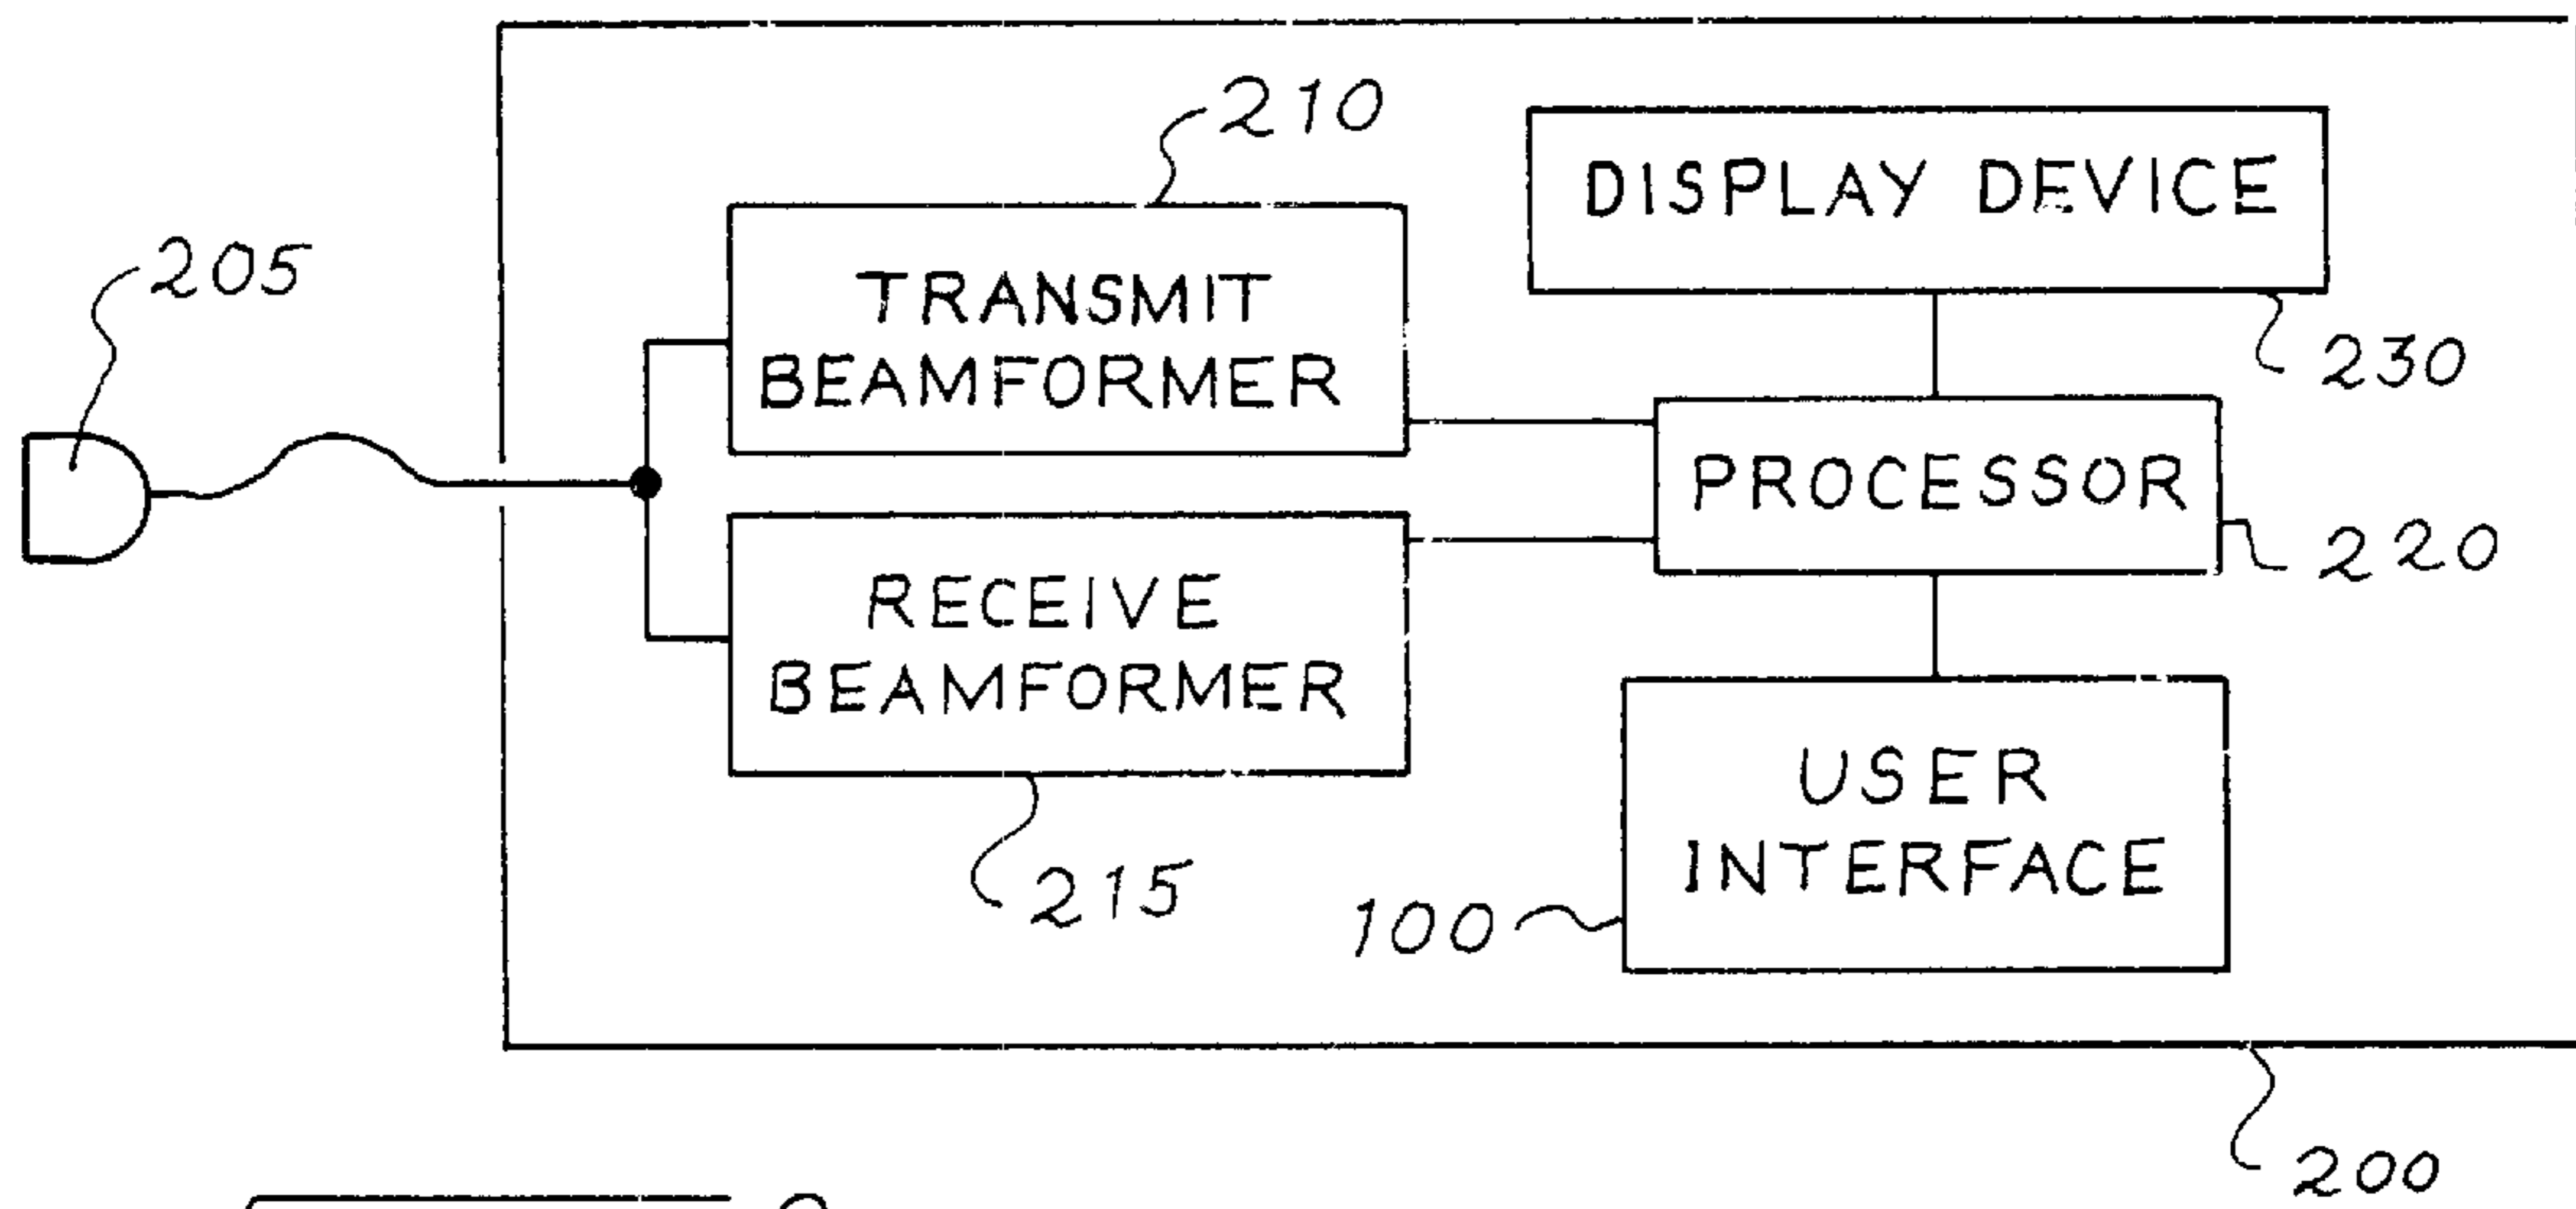 210
DISPLAY DEVICE
205
TRANSMIT
BEAMFORMER
230
PROCESSOR
220
RECEIVE
BEAMFORMER
USER
INTERFACE
215
100
200